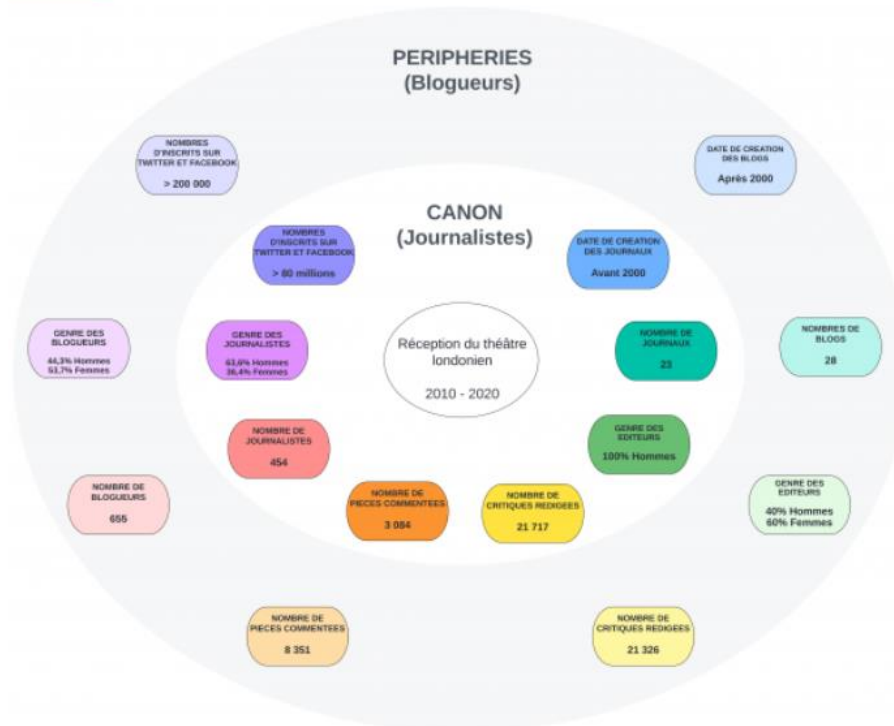 PERIPHERIES
(Blogueurs)
NOMBRES
D'INSCRITS SUR
TWITTER ET FACEBOOK
> 200 000
DATE DE CREATION
DES BLOGS
Après 2000
CANON
(Journalistes)
NOMBRES
D'INSCRITS SUR
TWITTER ET FACEBOOK
> 80 millions
DATE DE CREATION
DES JOURNAUX
Avant 2000
GENRE DES
BLOGUEURS
44,3% Hommes
53,7% Femmes
GENRE DES
JOURNALISTES
63,6% Hommes
36,4% Femmes
Réception du théâtre
londonien
2010 - 2020
NOMBRE DE
JOURNAUX
23
NOMBRES DE
BLOGS
28
NOMBRE DE
JOURNALISTES
454
GENRE DES
EDITEURS
100% Hommes
NOMBRE DE
BLOGUEURS
655
NOMBRE DE
PIECES COMMENTEES
3 084
NOMBRE DE
CRITIQUES REDIGEES
21 717
GENRE DES
EDITEURS
40% Hommes
60% Femmes
NOMBRE DE
PIECES COMMENTEES
8 351
NOMBRE DE
CRITIQUES REDIGEES
21 326